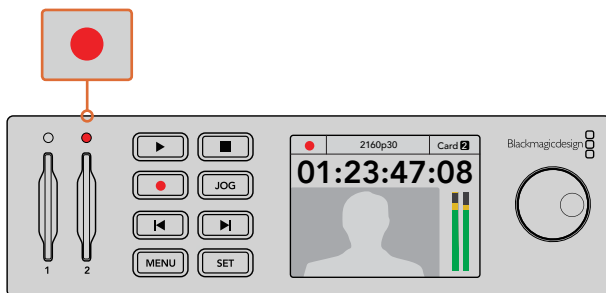 2160p30
Card 2
01:23:47:08
Blackmagicdesign
JOG
MENU
SET
1
2